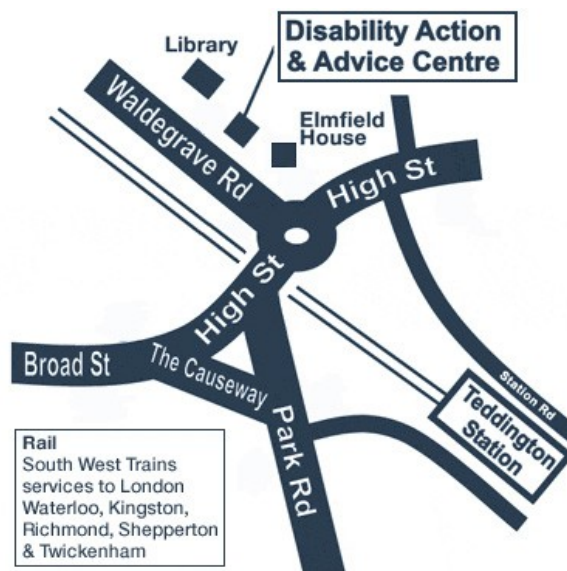 Library
Disability Action
& Advice Centre
Elmfield
House
Waldegrave Rd
High St
High St
Broad St
The Causeway
Park Rd
Station Rd
Teddington
Station
Rail
South West Trains
services to London
Waterloo, Kingston,
Richmond, Shepperton
& Twickenham